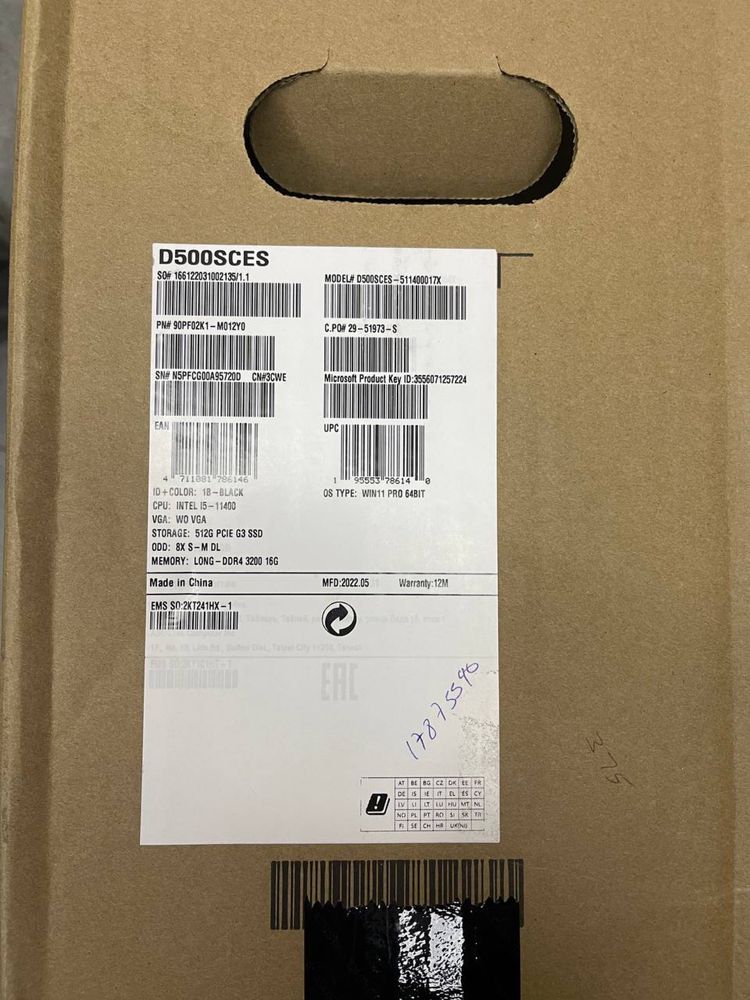 D500SCES
SO# 166122031002135/1.1
MODEL# D500SCES-511400017X
PN# 90PF02K1-M012Y0
C.PO# 29-51973-S
SN# N5PFCG00A95720D CN#3CWE
Microsoft Product Key ID:3556071257224
EAN
UPC
4 711081 786146
1 95553 78614 0
ID+COLOR: 1B-BLACK
OS TYPE: WIN11 PRO 64BIT
CPU: INTEL I5-11400
VGA: WO VGA
STORAGE: 512G PCIE G3 SSD
ODD: 8X S-M DL
MEMORY: LONG-DDR4 3200 16G
Made in China MFD:2022.05 Warranty:12M
EMS SO:2KT241HX-1
EAC
17875590
AT BE BG CZ DK EE FR
DE IS IE IT EL ES CY
LV LI LT LU HU MT NL
NO PL PT RO SI SK TR
FI SE CH HR UK(NI)